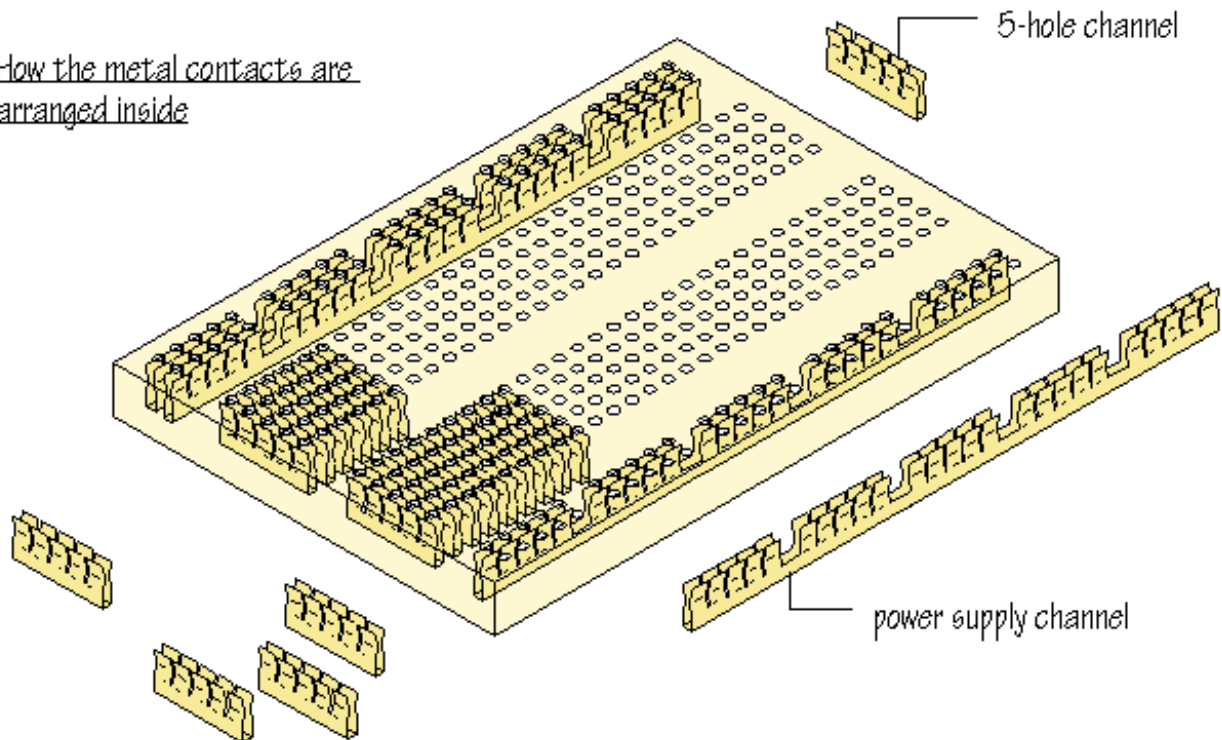 How the metal contacts are
arranged inside
5-hole channel
power supply channel